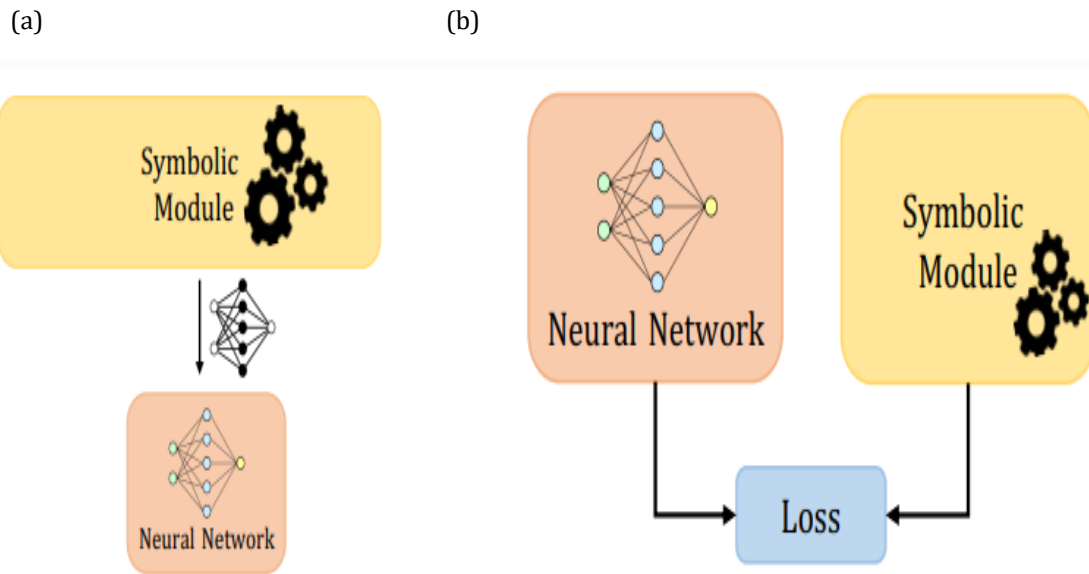 (a)
(b)
Symbolic
Module
Neural Network
Neural Network
Symbolic
Module
Loss